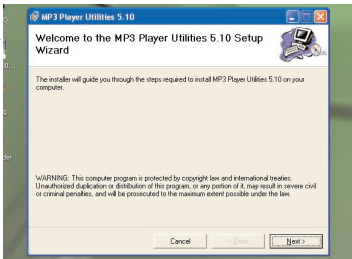 MP3 Player Utilities 5.10
Welcome to the MP3 Player Utilities 5.10 Setup
Wizard
The installer will guide you through the steps required to install MP3 Player Utilities 5.10 on your
computer.
WARNING: This computer program is protected by copyright law and international treaties.
Unauthorized duplication or distribution of this program, or any portion of it, may result in severe civil
or criminal penalties, and will be prosecuted to the maximum extent possible under the law.
Cancel
< Back
Next >